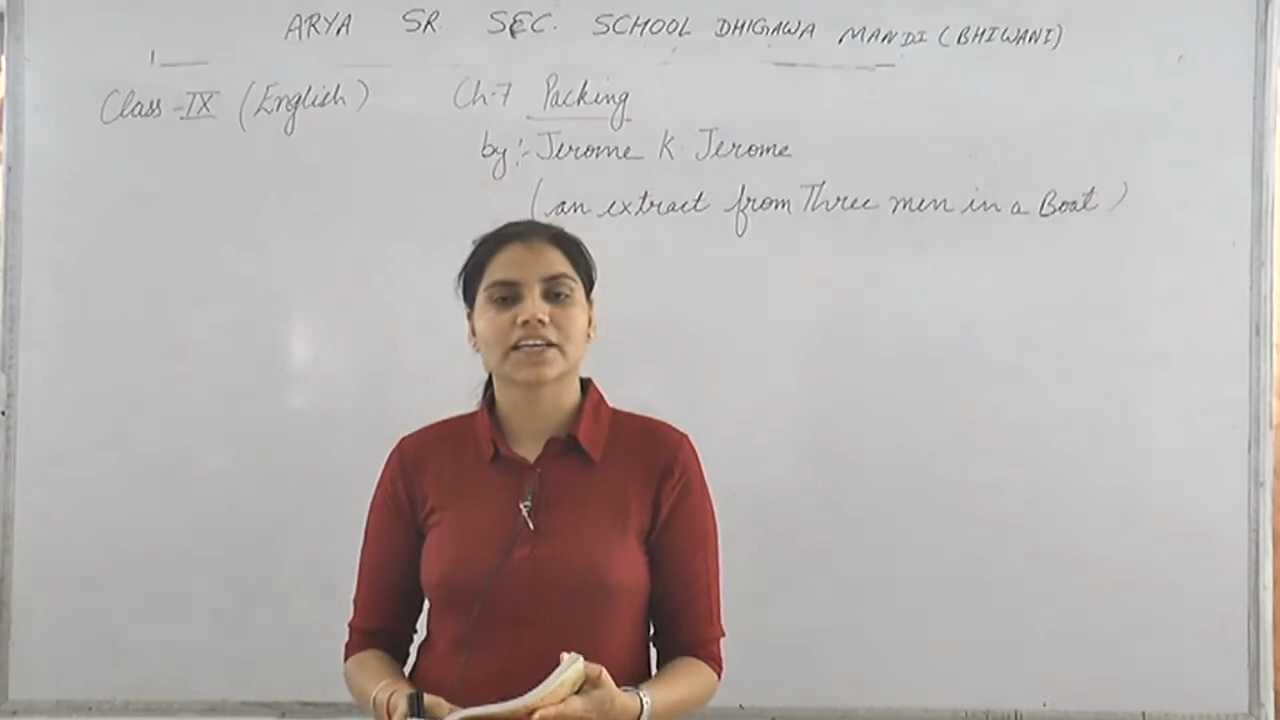 ARYA SR. SEC. SCHOOL DHIGAWA MANDI (BHIWANI)
Class-IX (English) Ch-7 Packing
by:- Jerome K. Jerome
(an extract from Three men in a Boat)